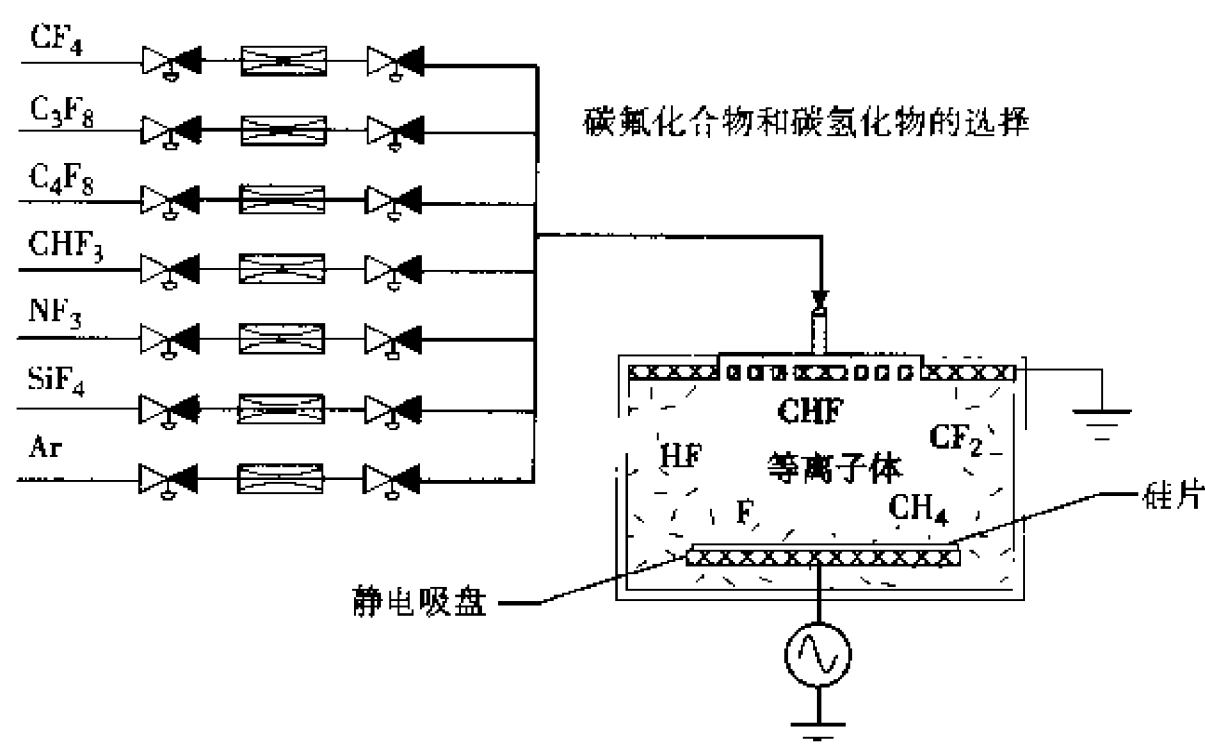 CF₄
C₃F₈
碳氟化合物和碳氢化物的选择
C₄F₈
CHF₃
NF₃
SiF₄
CHF
Ar
CF₂
HF
等离子体
硅片
F
CH₄
静电吸盘